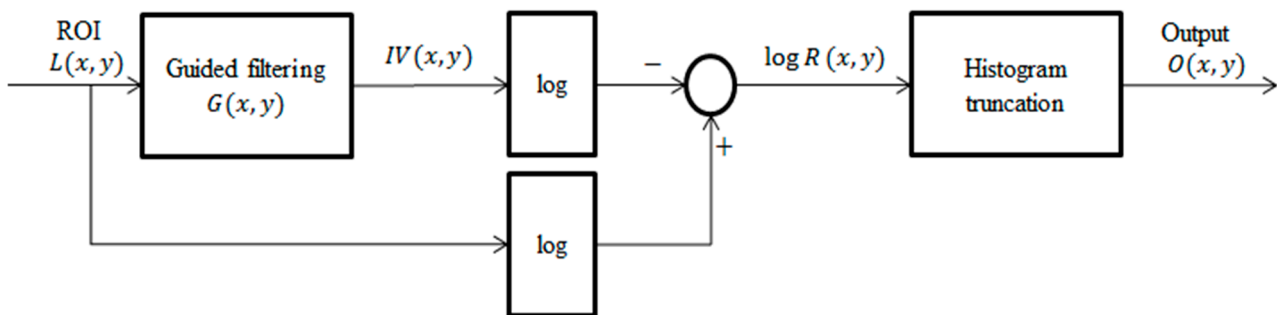 ROI
L(x, y)
Guided filtering
G(x, y)
IV(x, y)
log
−
log R (x, y)
Histogram
truncation
Output
O(x, y)
+
log